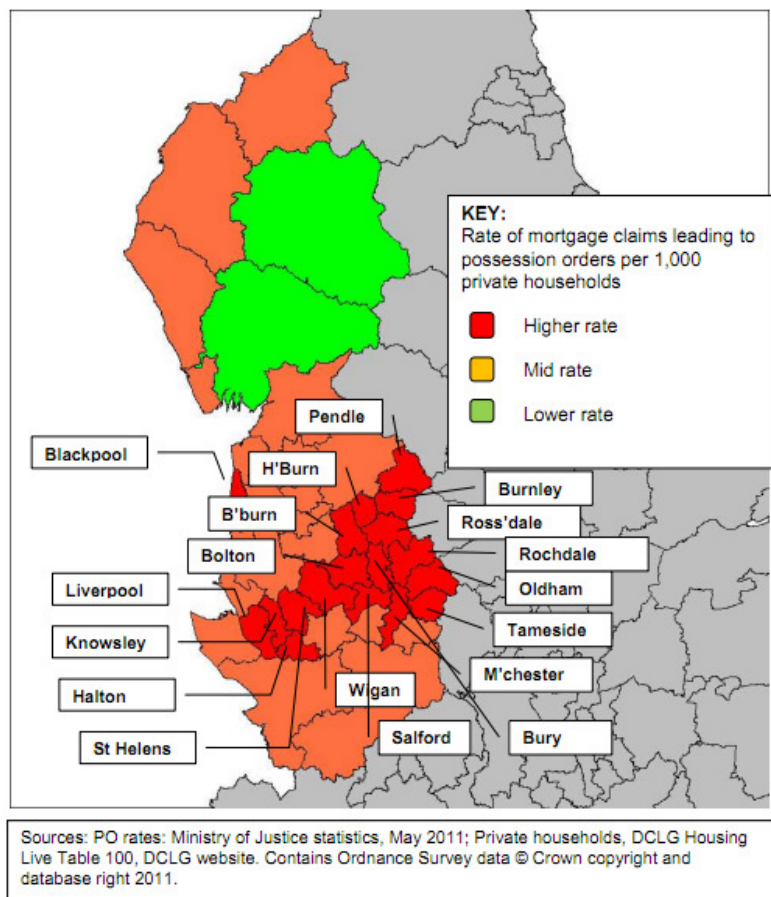 KEY:
Rate of mortgage claims leading to
possession orders per 1,000
private households
Higher rate
Mid rate
Lower rate
Pendle
Blackpool
H'Burn
Burnley
B'burn
Ross'dale
Bolton
Rochdale
Liverpool
Oldham
Knowsley
Tameside
Halton
Wigan
M'chester
St Helens
Salford
Bury
Sources: PO rates: Ministry of Justice statistics, May 2011; Private households, DCLG Housing
Live Table 100, DCLG website. Contains Ordnance Survey data © Crown copyright and
database right 2011.